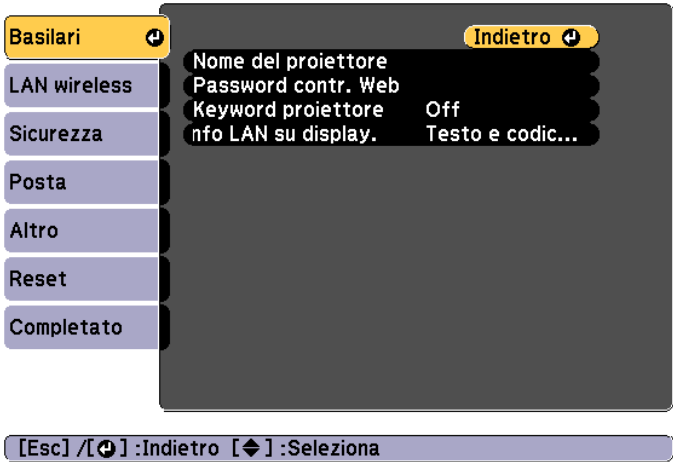 Basilari
LAN wireless
Sicurezza
Posta
Altro
Reset
Completato
Indietro
Nome del proiettore
Password contr. Web
Keyword proiettore Off
nfo LAN su display. Testo e codic...
[Esc] /[ ] :Indietro [ ] :Seleziona